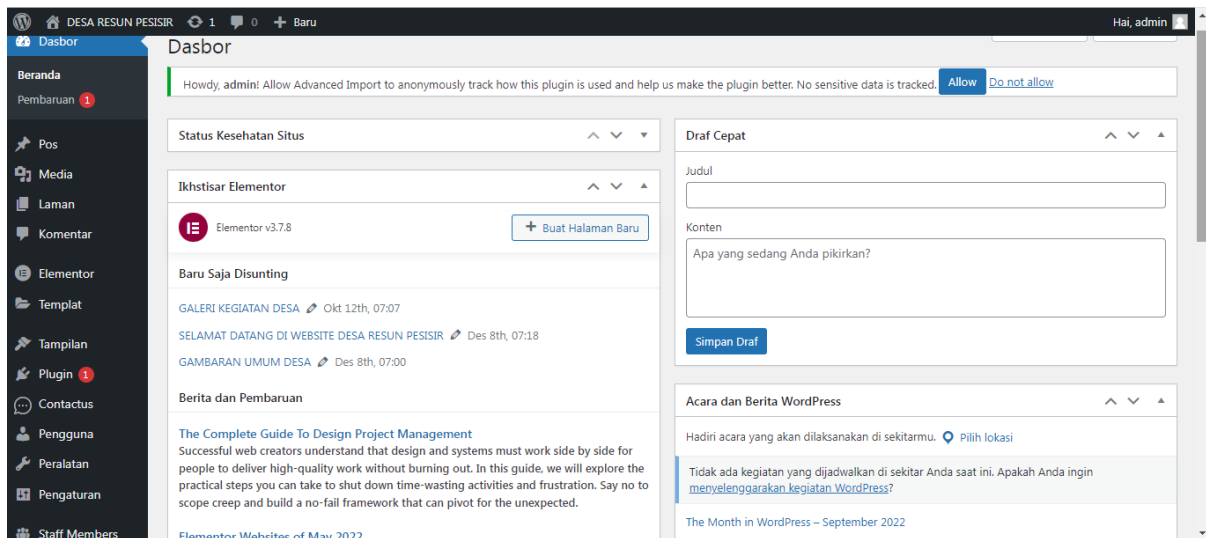 DESA RESUN PESISIR 1 0 + Baru
Hai, admin
Dasbor
Beranda
Pembaruan 1
Pos
Media
Laman
Komentar
Elementor
Templat
Tampilan
Plugin 1
Contactus
Pengguna
Peralatan
Pengaturan
Staff Members
Dasbor
Howdy, admin! Allow Advanced Import to anonymously track how this plugin is used and help us make the plugin better. No sensitive data is tracked. Allow Do not allow
Status Kesehatan Situs
Ikhstisar Elementor
Elementor v3.7.8
+ Buat Halaman Baru
Baru Saja Disunting
GALERI KEGIATAN DESA Okt 12th, 07:07
SELAMAT DATANG DI WEBSITE DESA RESUN PESISIR Des 8th, 07:18
GAMBARAN UMUM DESA Des 8th, 07:00
Berita dan Pembaruan
The Complete Guide To Design Project Management
Successful web creators understand that design and systems must work side by side for
people to deliver high-quality work without burning out. In this guide, we will explore the
practical steps you can take to shut down time-wasting activities and frustration. Say no to
scope creep and build a no-fail framework that can pivot for the unexpected.
Elementor Websites of May 2022
Draf Cepat
Judul
Konten
Apa yang sedang Anda pikirkan?
Simpan Draf
Acara dan Berita WordPress
Hadiri acara yang akan dilaksanakan di sekitarmu. Pilih lokasi
Tidak ada kegiatan yang dijadwalkan di sekitar Anda saat ini. Apakah Anda ingin
menyelenggarakan kegiatan WordPress?
The Month in WordPress – September 2022